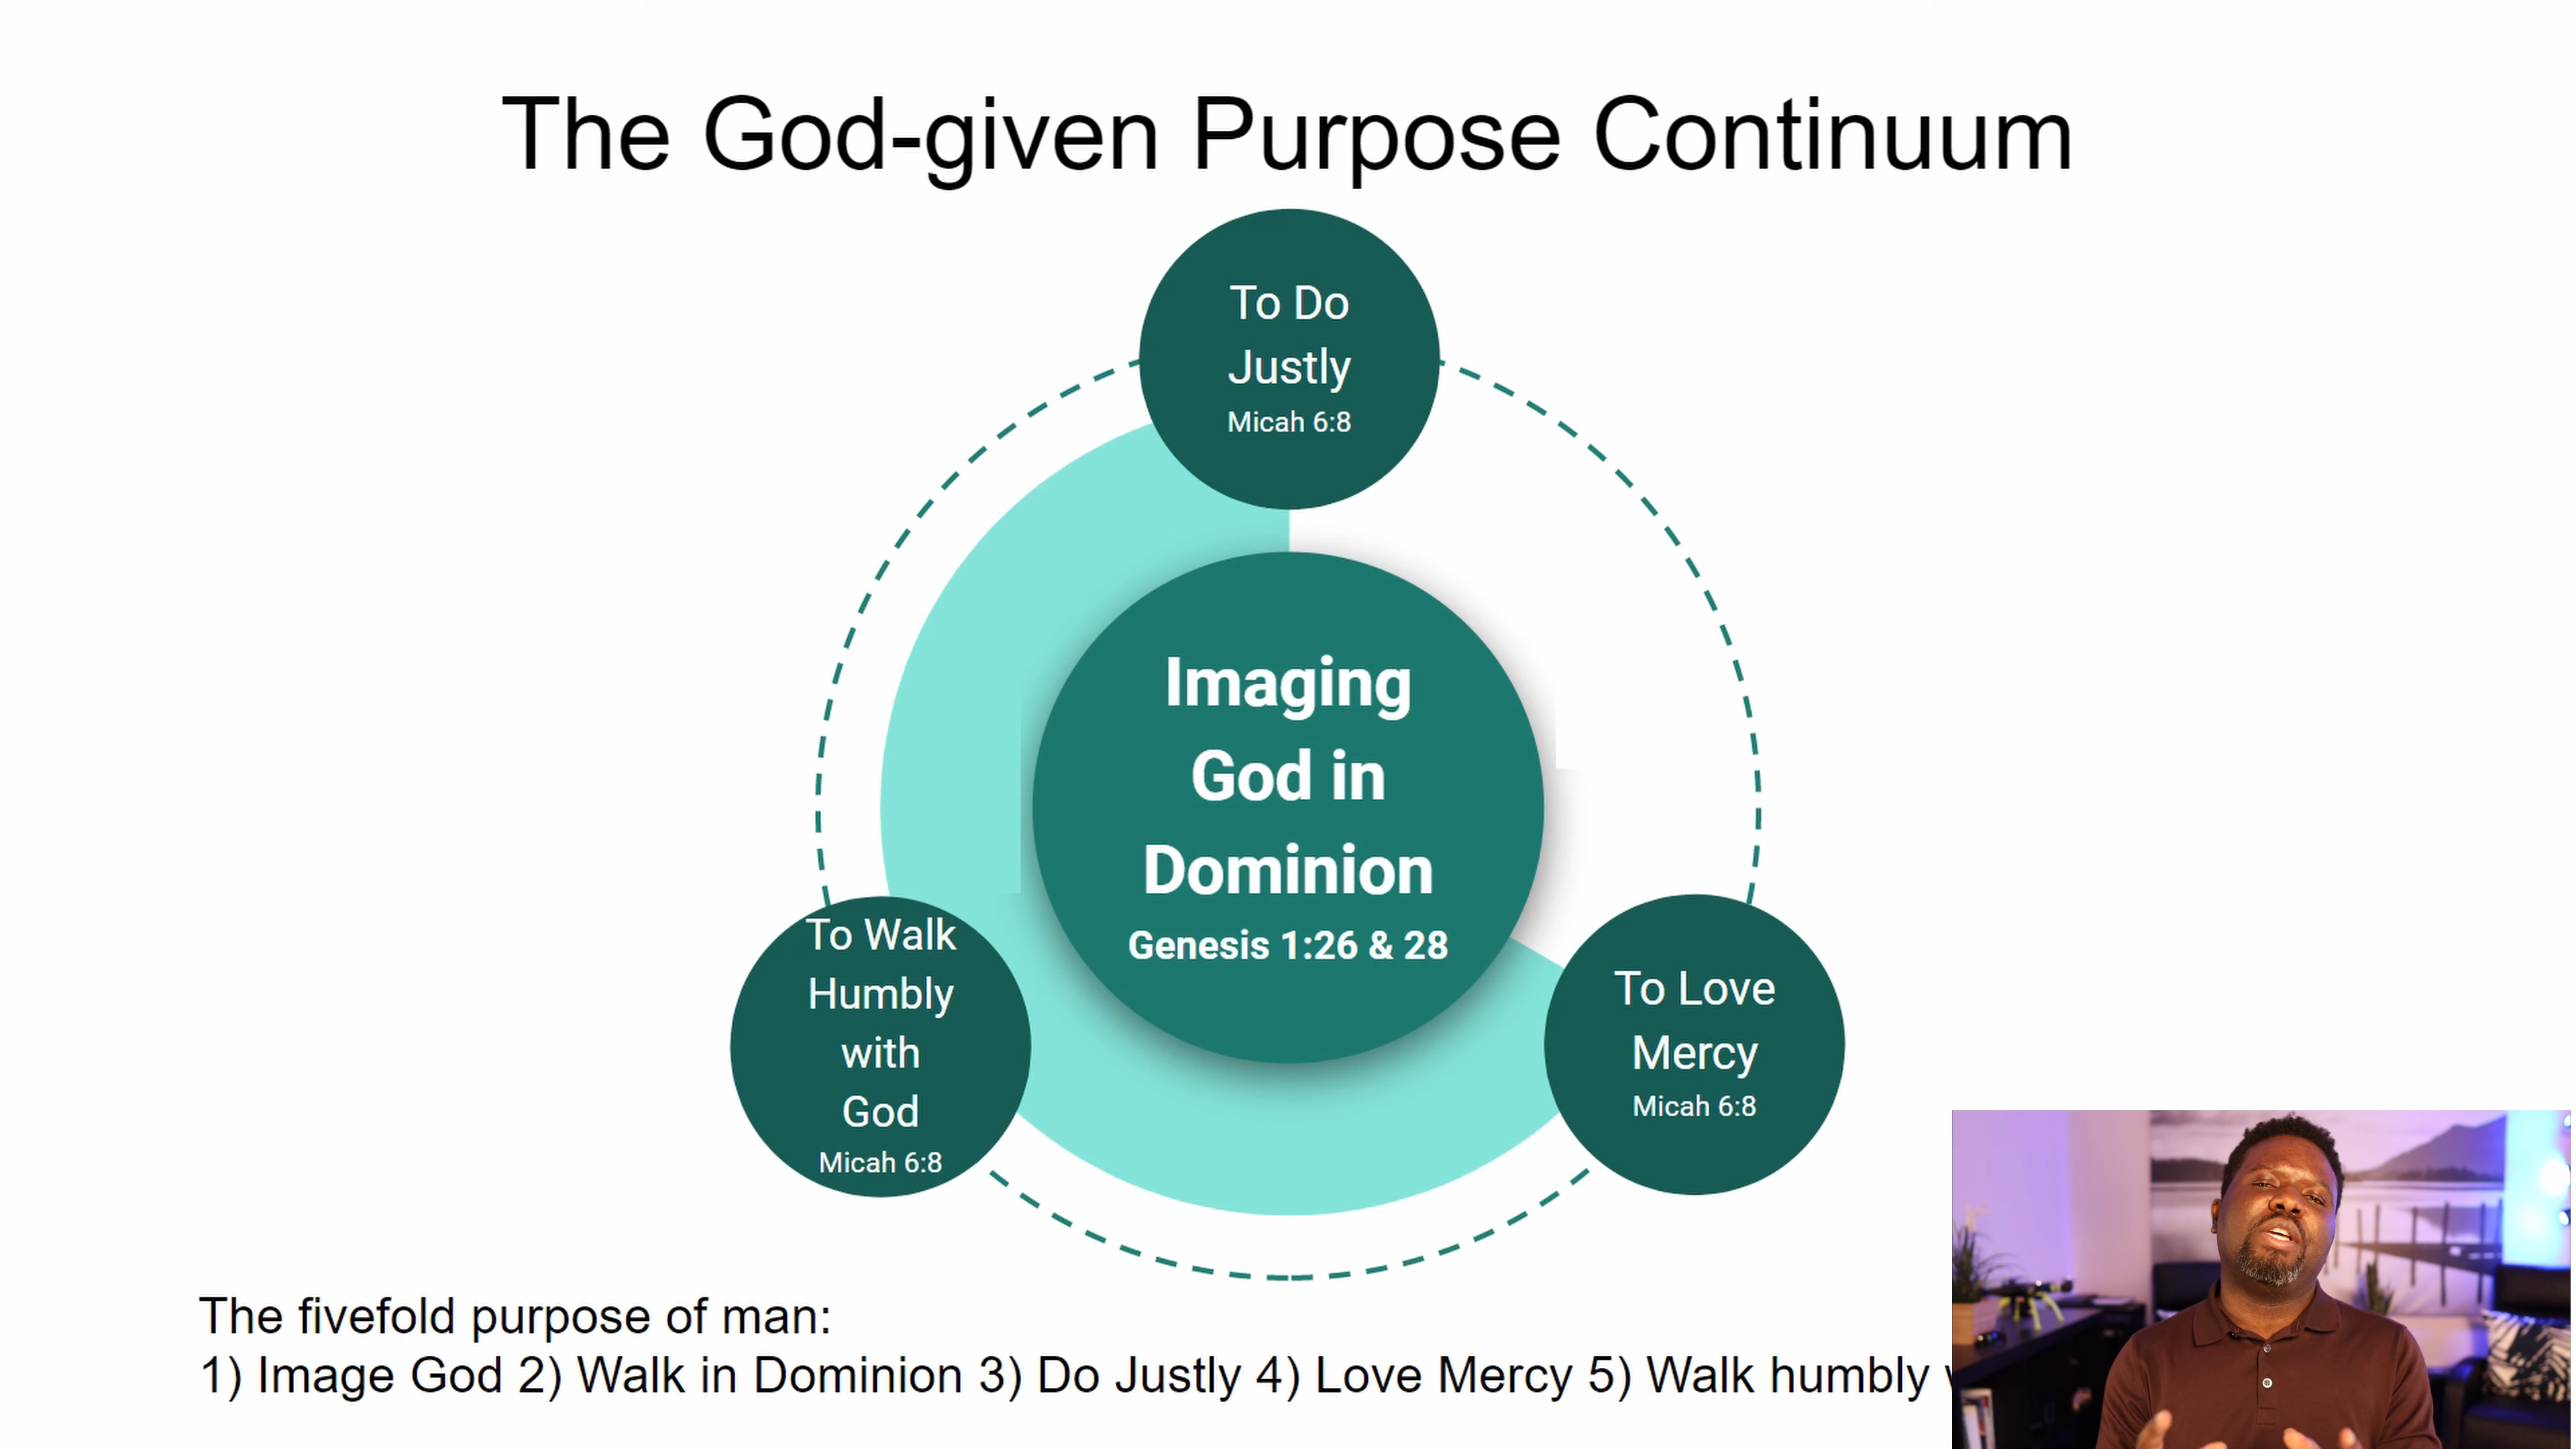 The God-given Purpose Continuum
To Do
Justly
Micah 6:8
Imaging
God in
Dominion
Genesis 1:26 & 28
To Walk
Humbly
with
God
Micah 6:8
To Love
Mercy
Micah 6:8
The fivefold purpose of man:
1) Image God 2) Walk in Dominion 3) Do Justly 4) Love Mercy 5) Walk humbly